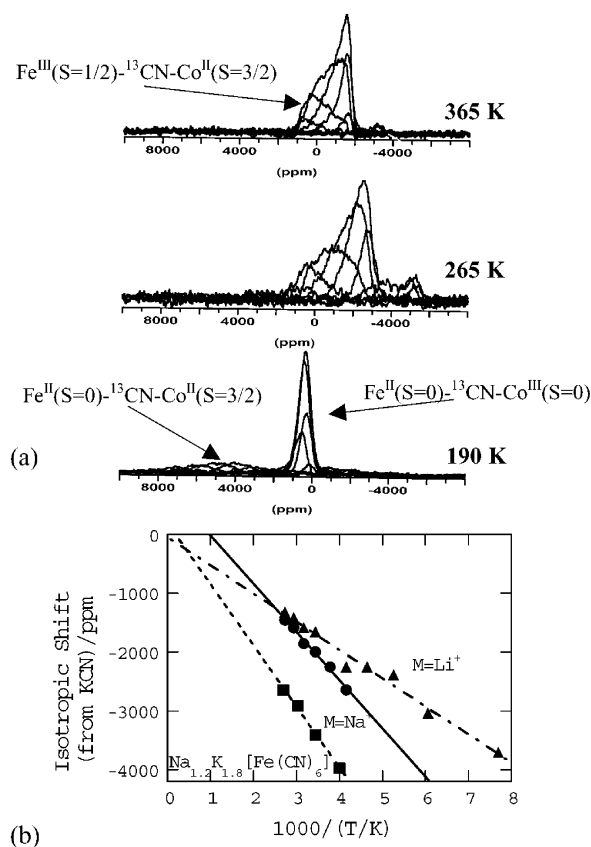 Fe^III(S=1/2)-^13CN-Co^II(S=3/2)
365 K
8000 4000 0 -4000
(ppm)
265 K
8000 4000 0 -4000
(ppm)
Fe^II(S=0)-^13CN-Co^II(S=3/2)
Fe^II(S=0)-^13CN-Co^III(S=0)
(a)
190 K
8000 4000 0 -4000
(ppm)
Isotropic Shift
(from KCN)/ppm
0
-1000
-2000
-3000
-4000
M=Li^+
M=Na^+
Na_1.2K_1.8[Fe(CN)_6]
0 1 2 3 4 5 6 7 8
1000/(T/K)
(b)